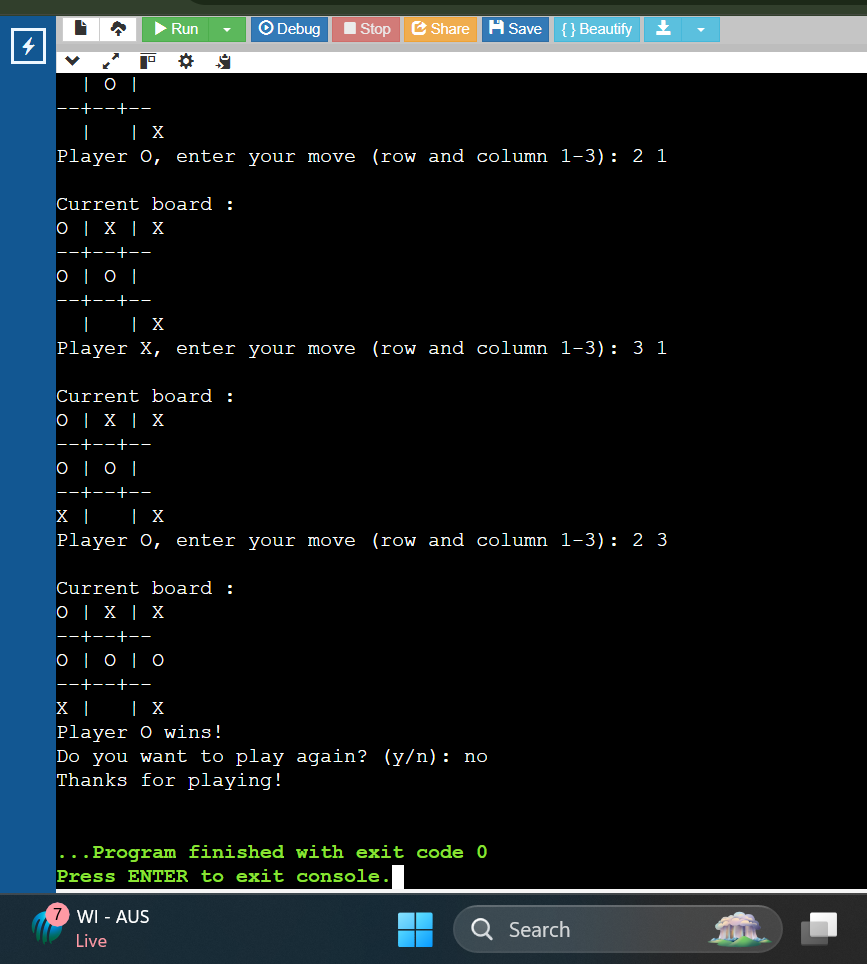 Run Debug Stop Share Save { } Beautify
  | O |
--+--+--
  |   | X
Player O, enter your move (row and column 1-3): 2 1
Current board :
O | X | X
--+--+--
O | O |
--+--+--
  |   | X
Player X, enter your move (row and column 1-3): 3 1
Current board :
O | X | X
--+--+--
O | O |
--+--+--
X |   | X
Player O, enter your move (row and column 1-3): 2 3
Current board :
O | X | X
--+--+--
O | O | O
--+--+--
X |   | X
Player O wins!
Do you want to play again? (y/n): no
Thanks for playing!
...Program finished with exit code 0
Press ENTER to exit console.
7 WI - AUS
Live
Search